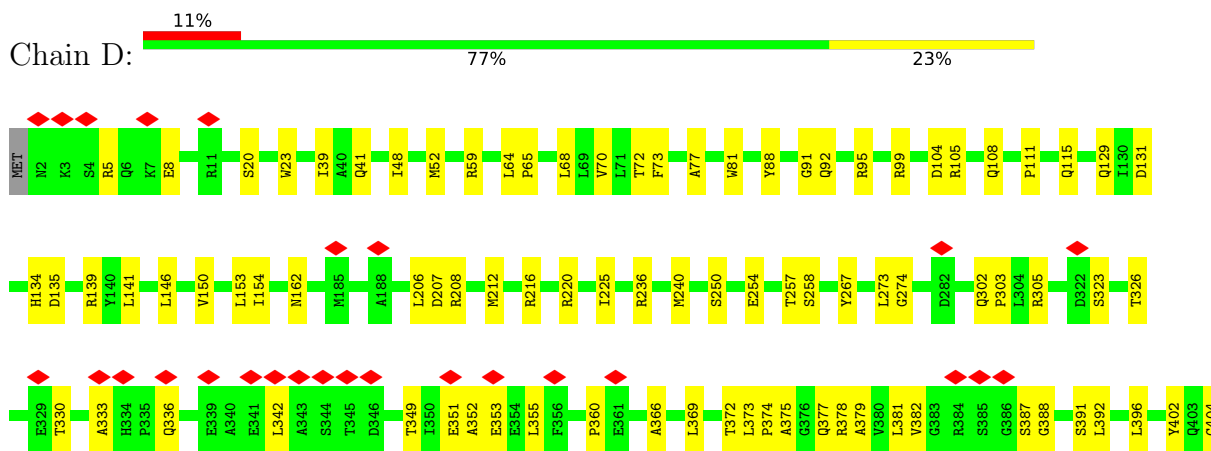 11%
Chain D:
77% 23%
MET N2 K3 S4 R5 Q6 K7 E8 R11 S20 W23 I39 A40 Q41 I48 M52 R59 L64 P65 L68 L69 V70 L71 T72 F73 A77 W81 Y88 G91 Q92 R95 R99 D104 R105 Q108 P111 Q115 Q129 I130 D131
H134 D135 R139 Y140 L141 L146 V150 L153 I154 N162 M185 A188 L206 D207 R208 M212 R216 R220 I225 R236 M240 S250 E254 T257 S258 Y267 L273 G274 D282 Q302 P303 L304 R305 D322 S323 T326
E329 T330 A333 H334 P335 Q336 E339 A340 E341 L342 A343 S344 T345 D346 T349 I350 E351 A352 E353 E354 L355 F356 P360 E361 A366 L369 T372 L373 P374 A375 G376 Q377 R378 A379 V380 L381 V382 G383 R384 S385 G386 S387 G388 S391 L392 L396 Y402 Q403